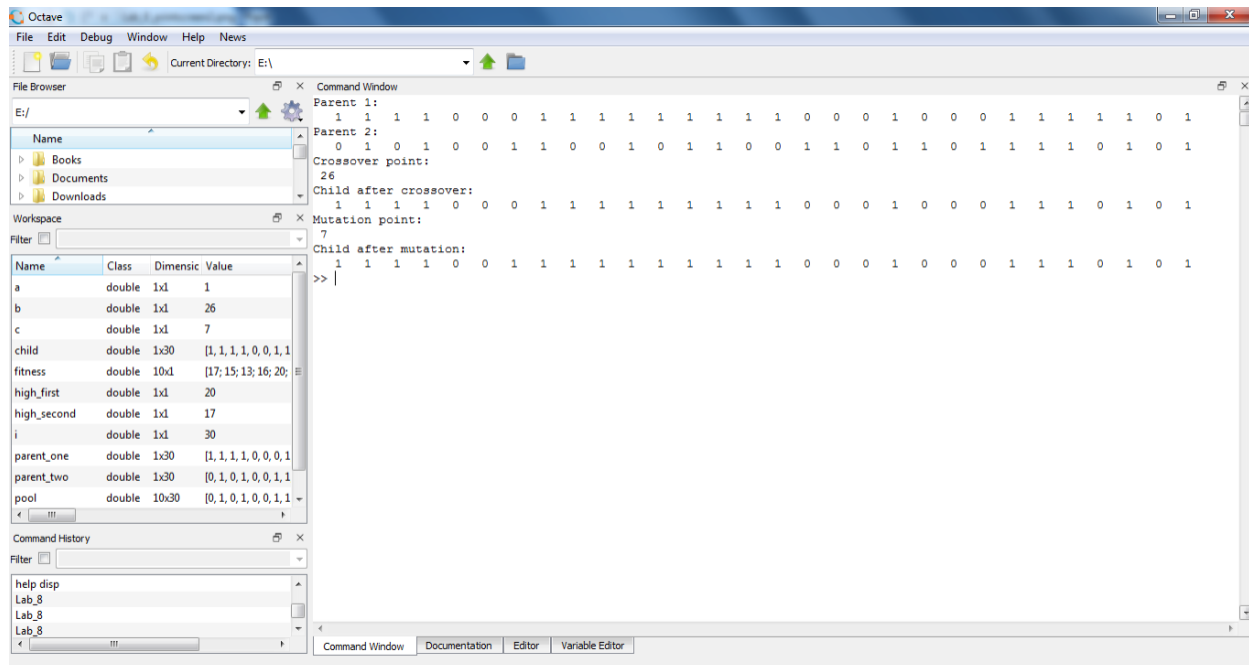 Octave
File Edit Debug Window Help News
Current Directory: E:\
File Browser
E:/
Name
Books
Documents
Downloads
Workspace
Filter
Name Class Dimensic Value
a double 1x1 1
b double 1x1 26
c double 1x1 7
child double 1x30 [1, 1, 1, 1, 0, 0, 1, 1
fitness double 10x1 [17; 15; 13; 16; 20;
high_first double 1x1 20
high_second double 1x1 17
i double 1x1 30
parent_one double 1x30 [1, 1, 1, 1, 0, 0, 0, 1
parent_two double 1x30 [0, 1, 0, 1, 0, 0, 1, 1
pool double 10x30 [0, 1, 0, 1, 0, 0, 1, 1
Command History
Filter
help disp
Lab_8
Lab_8
Lab_8
Command Window
Parent 1:
1 1 1 1 0 0 0 1 1 1 1 1 1 1 1 1 0 0 0 1 0 0 0 1 1 1 1 1 0 1
Parent 2:
0 1 0 1 0 0 1 1 0 0 1 0 1 1 0 0 1 1 0 1 1 0 1 1 1 1 0 1 0 1
Crossover point:
26
Child after crossover:
1 1 1 1 0 0 0 1 1 1 1 1 1 1 1 1 0 0 0 1 0 0 0 1 1 1 0 1 0 1
Mutation point:
7
Child after mutation:
1 1 1 1 0 0 1 1 1 1 1 1 1 1 1 1 0 0 0 1 0 0 0 1 1 1 0 1 0 1
>>
Command Window Documentation Editor Variable Editor